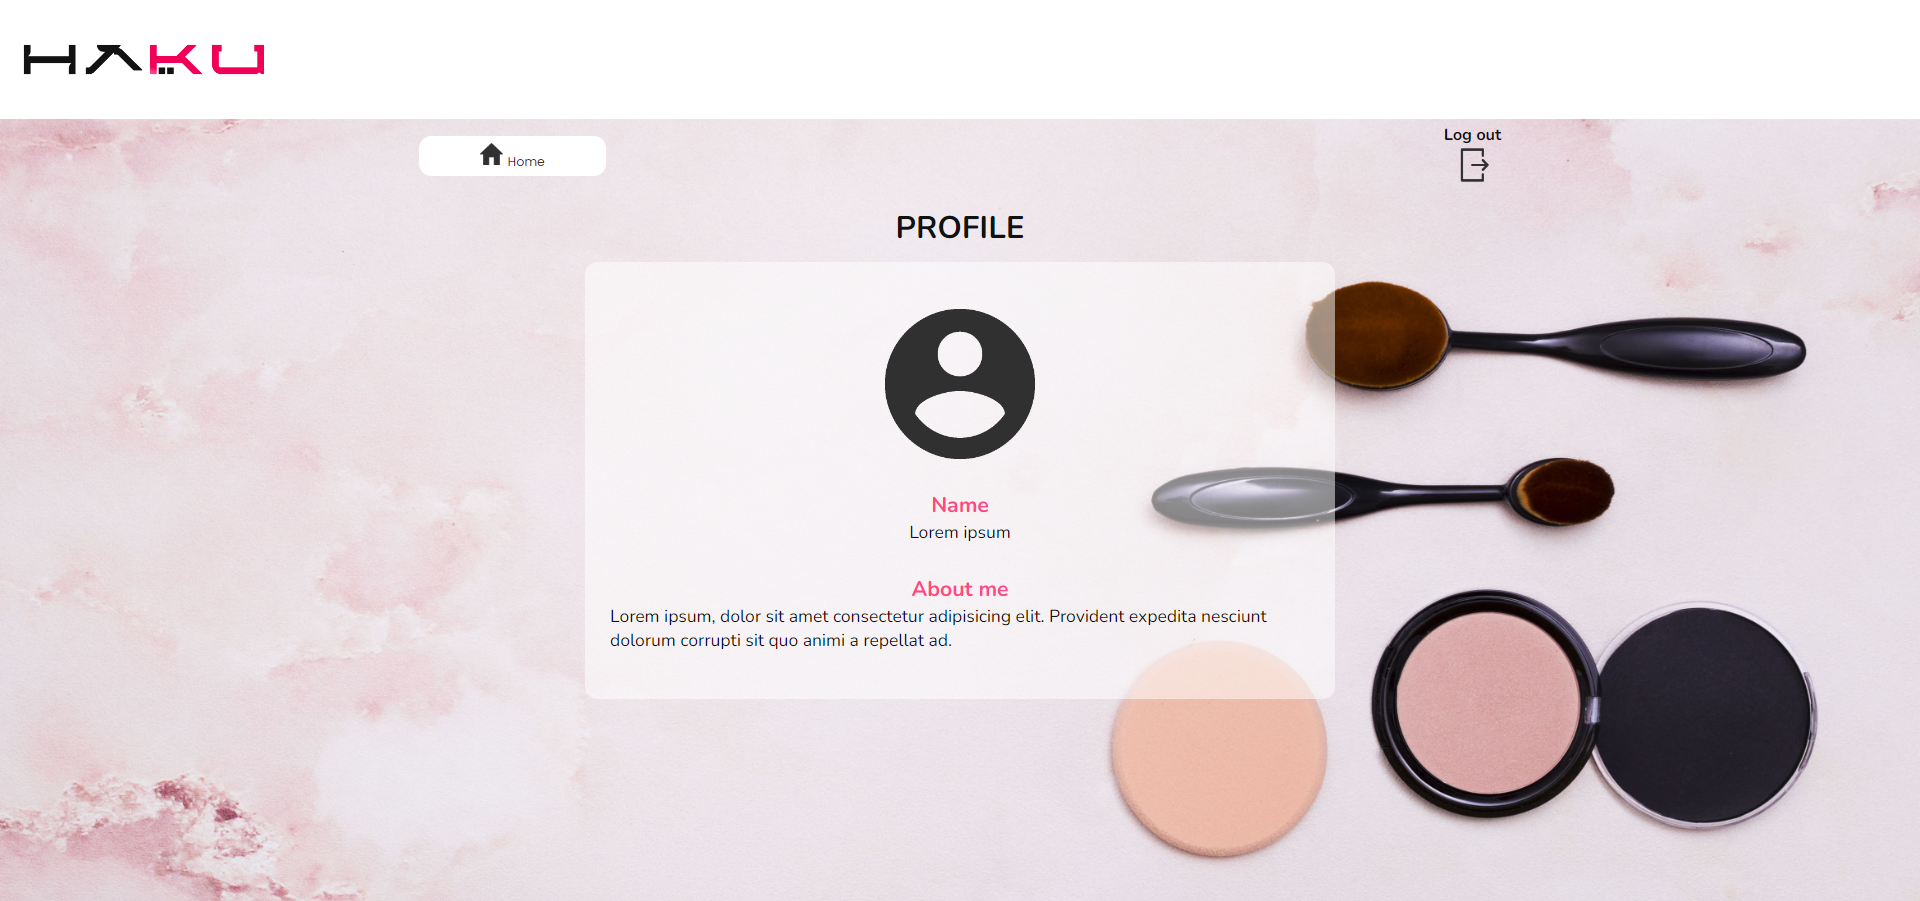 HAKU
Home
Log out
PROFILE
Name
Lorem ipsum
About me
Lorem ipsum, dolor sit amet consectetur adipisicing elit. Provident expedita nesciunt
dolorum corrupti sit quo animi a repellat ad.